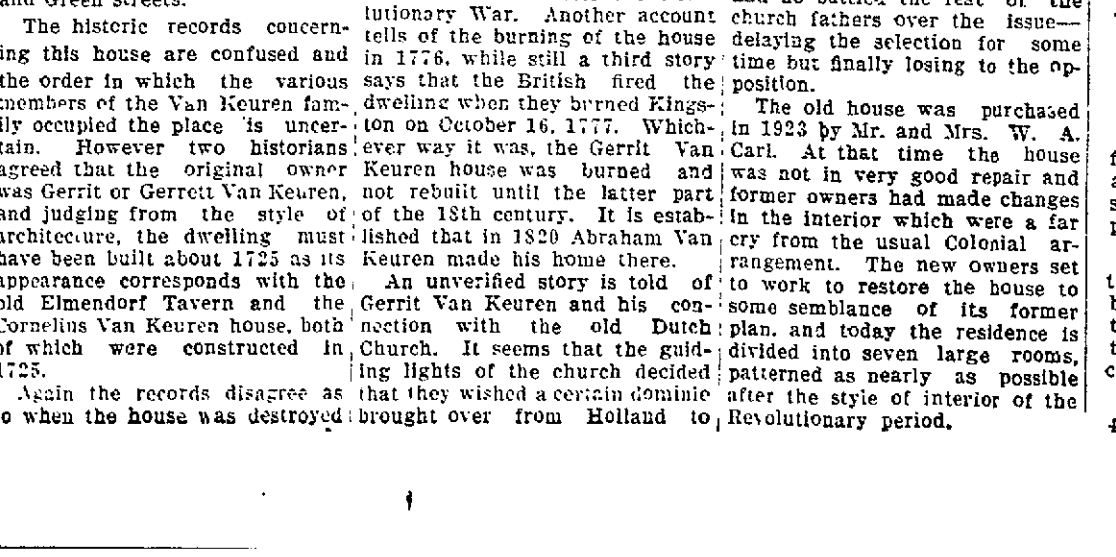 and Green streets.
The historic records concern-
ing this house are confused and
the order in which the various
members of the Van Keuren fam-
ily occupied the place is uncer-
tain. However two historians
agreed that the original owner
was Gerrit or Gerrett Van Keuren,
and judging from the style of
architecture, the dwelling must
have been built about 1725 as its
appearance corresponds with the
old Elmendorf Tavern and the
Cornelius Van Keuren house, both
of which were constructed in
1725.
Again the records disagree as
to when the house was destroyed
lutionary War. Another account
tells of the burning of the house
in 1776, while still a third story
says that the British fired the
dwelling when they burned Kings-
ton on October 16, 1777. Which-
ever way it was, the Gerrit Van
Keuren house was burned and
not rebuilt until the latter part
of the 18th century. It is estab-
lished that in 1820 Abraham Van
Keuren made his home there.
An unverified story is told of
Gerrit Van Keuren and his con-
nection with the old Dutch
Church. It seems that the guid-
ing lights of the church decided
that they wished a certain dominie
brought over from Holland to
and he battled the rest of the
church fathers over the issue—
delaying the selection for some
time but finally losing to the op-
position.
The old house was purchased
in 1923 by Mr. and Mrs. W. A.
Carl. At that time the house
was not in very good repair and
former owners had made changes
in the interior which were a far
cry from the usual Colonial ar-
rangement. The new owners set
to work to restore the house to
some semblance of its former
plan, and today the residence is
divided into seven large rooms,
patterned as nearly as possible
after the style of interior of the
Revolutionary period.